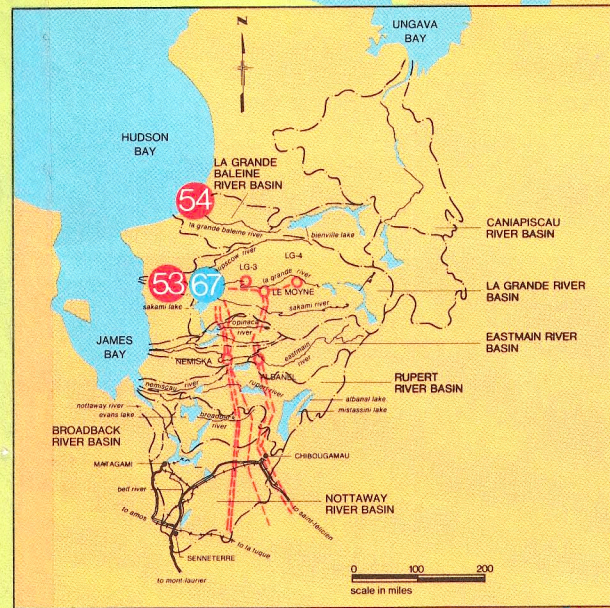 UNGAVA
BAY
N
HUDSON
BAY
LA GRANDE
BALEINE
RIVER BASIN
54
la grande baleine river
bienville lake
CANIAPISCAU
RIVER BASIN
LG-3
LG-4
la grande river
53
67
LE MOYNE
LA GRANDE RIVER
BASIN
sakami lake
sakami river
opinaca
river
JAMES
BAY
EASTMAIN RIVER
BASIN
eastmain
river
NEMISKA
ALBANEL
nemiscau river
rupert river
RUPERT
RIVER BASIN
albanal lake
mistassini lake
nottaway river
evans lake
broadback
river
BROADBACK
RIVER BASIN
MATAGAMI
CHIBOUGAMAU
bell river
NOTTAWAY
RIVER BASIN
to amos
to saint-félicien
to la tuque
SENNETERRE
to mont-laurier
0 100 200
scale in miles